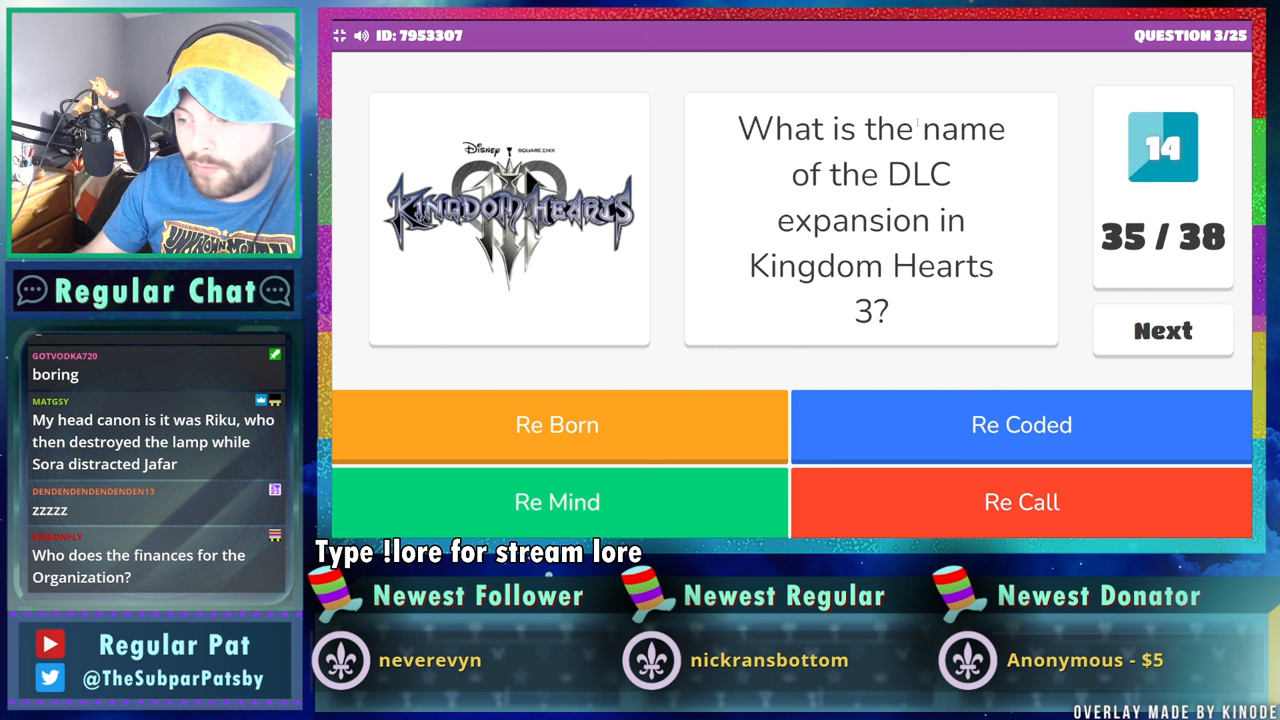 ID: 7953307
QUESTION 3/25
Disney SQUARE ENIX
KINGDOM HEARTS
III
What is the name
of the DLC
expansion in
Kingdom Hearts
3?
14
35 / 38
Next
Re Born
Re Coded
Re Mind
Re Call
Regular Chat
GOTVODKA720
boring
MATGSY
My head canon is it was Riku, who
then destroyed the lamp while
Sora distracted Jafar
DENDENDENDENDENDEN13
zzzzz
Who does the finances for the
Organization?
Regular Pat
@TheSubparPatsby
Type !lore for stream lore
Newest Follower
neverevyn
Newest Regular
nickransbottom
Newest Donator
Anonymous - $5
OVERLAY MADE BY KINODE